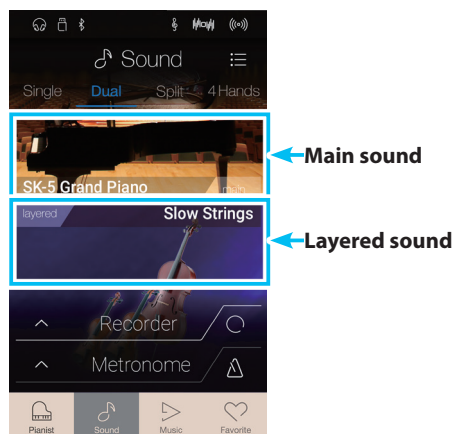 Sound
Single Dual Split 4 Hands
SK-5 Grand Piano main
Main sound
layered Slow Strings
Layered sound
Recorder
Metronome
Pianist Sound Music Favorite